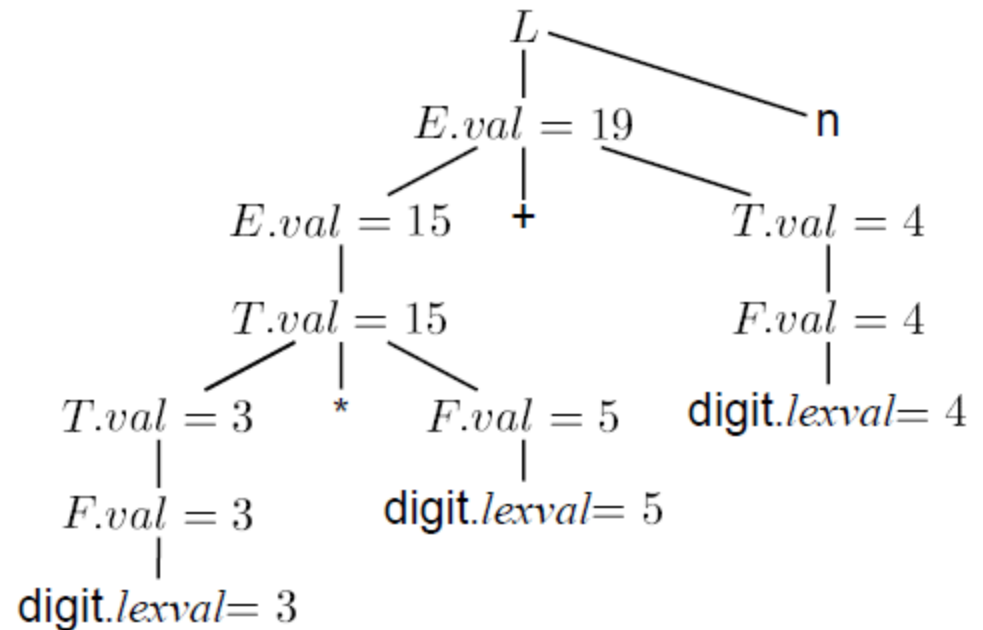 L
E.val = 19 n
E.val = 15 + T.val = 4
T.val = 15 F.val = 4
T.val = 3 * F.val = 5 digit.lexval= 4
F.val = 3 digit.lexval= 5
digit.lexval= 3